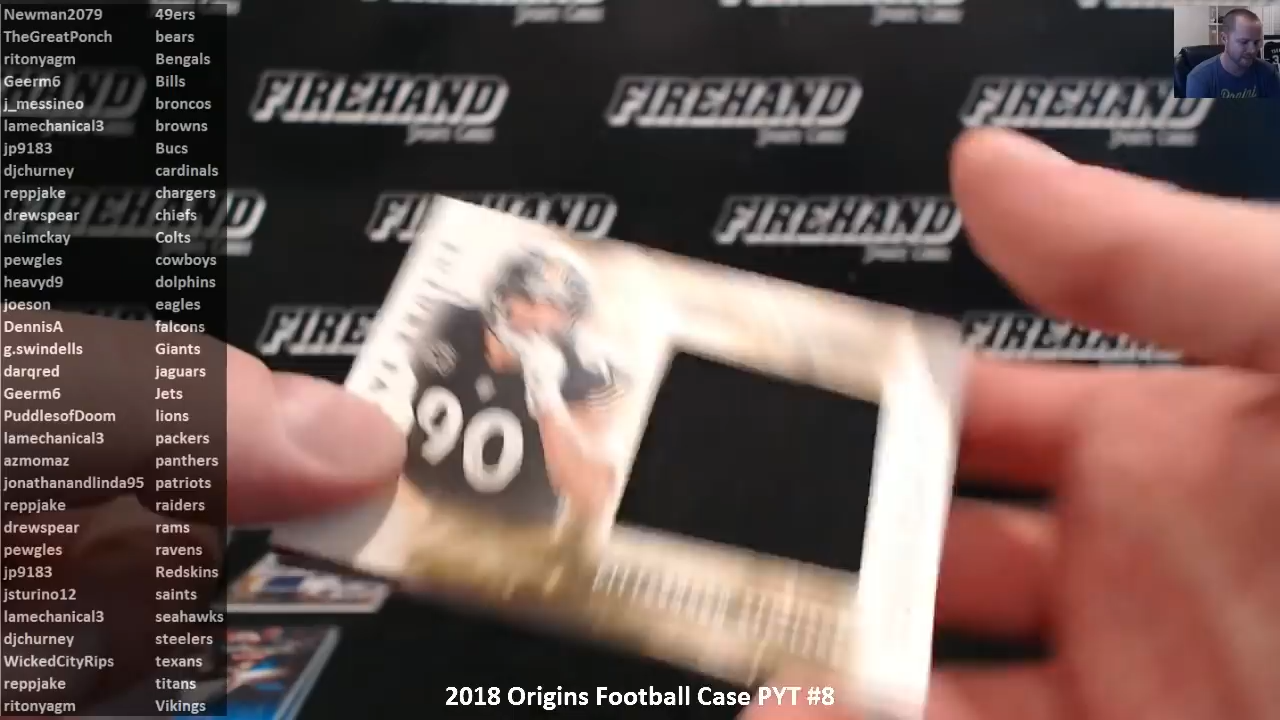 Newman2079 49ers
TheGreatPonch bears
ritonyagm Bengals
Geerm6 Bills
j_messineo broncos
lamechanical3 browns
jp9183 Bucs
djchurney cardinals
reppjake chargers
drewspear chiefs
neimckay Colts
pewgles cowboys
heavyd9 dolphins
joeson eagles
DennisA falcons
g.swindells Giants
darqred jaguars
Geerm6 Jets
PuddlesofDoom lions
lamechanical3 packers
azmomaz panthers
jonathanandlinda95 patriots
reppjake raiders
drewspear rams
pewgles ravens
jp9183 Redskins
jsturino12 saints
lamechanical3 seahawks
djchurney steelers
WickedCityRips texans
reppjake titans
ritonyagm Vikings
FIREHAND FIREHAND FIREHAND
FIREHAND FIREHAND
90
2018 Origins Football Case PYT #8